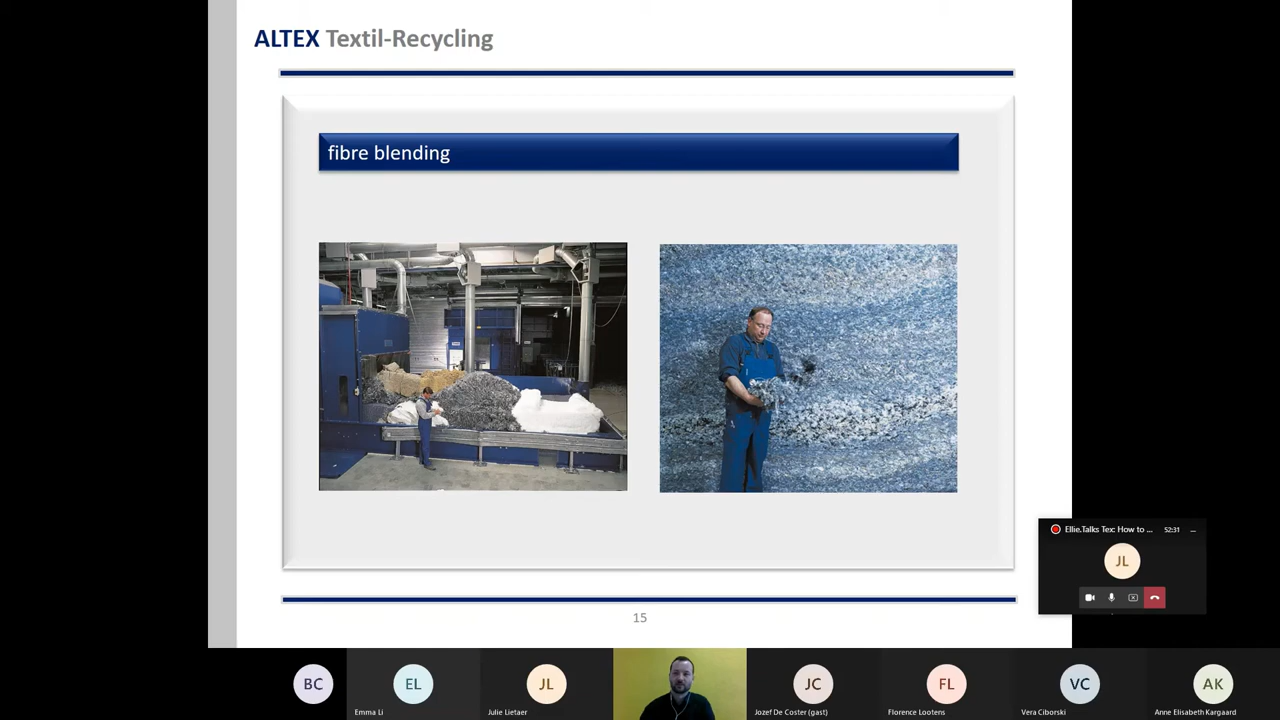 ALTEX Textil-Recycling
fibre blending
15
Ellie.Talks Tex: How to ...
52:31
JL
BC
EL
JL
JC
FL
VC
AK
Emma Li
Julie Lietaer
Jozef De Coster (gast)
Florence Lootens
Vera Ciborski
Anne Elisabeth Kargaard